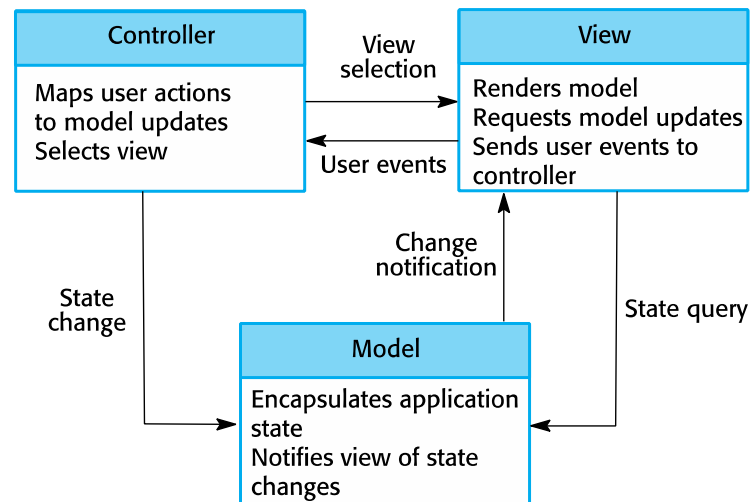 Controller
Maps user actions
to model updates
Selects view
View
selection
User events
View
Renders model
Requests model updates
Sends user events to
controller
State
change
Change
notification
State query
Model
Encapsulates application
state
Notifies view of state
changes